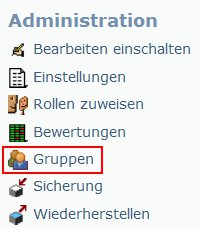 Administration
Bearbeiten einschalten
Einstellungen
Rollen zuweisen
Bewertungen
Gruppen
Sicherung
Wiederherstellen